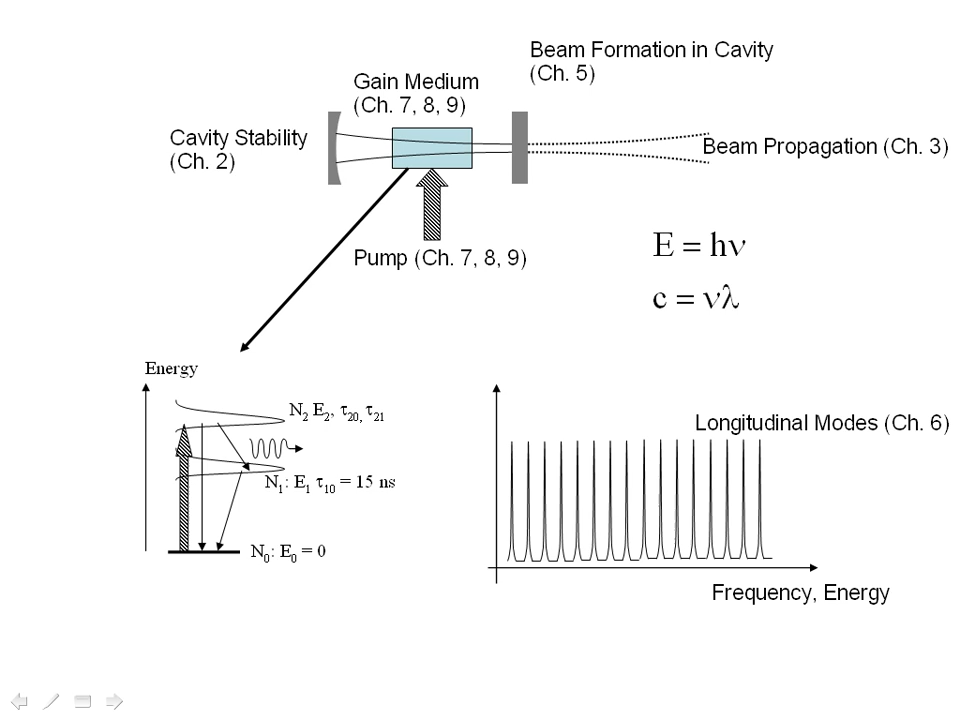 Beam Formation in Cavity
(Ch. 5)
Gain Medium
(Ch. 7, 8, 9)
Cavity Stability
(Ch. 2)
Beam Propagation (Ch. 3)
Pump (Ch. 7, 8, 9)
E = hν
c = νλ
Energy
N₂ E₂, τ₂₀, τ₂₁
N₁: E₁ τ₁₀ = 15 ns
N₀: E₀ = 0
Longitudinal Modes (Ch. 6)
Frequency, Energy